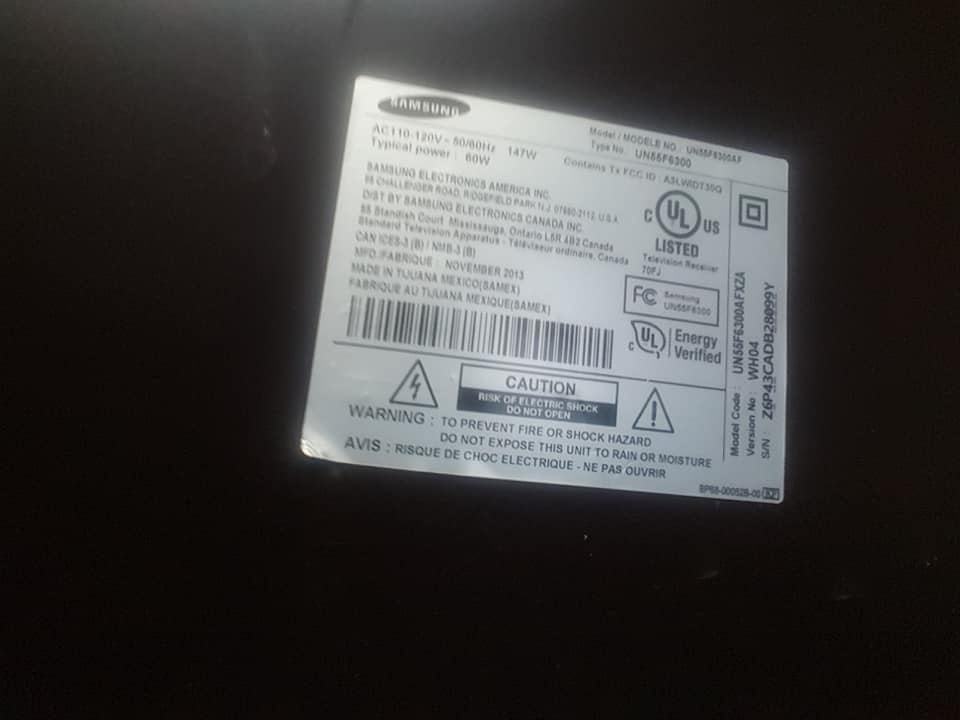 SAMSUNG
Model / MODELE NO. : UN55F6300AF
Type No. UN55F6300
AC110-120V ~ 50/60Hz 147W
Typical power : 60W
Contains Tx FCC ID : A3LWIDT30Q
SAMSUNG ELECTRONICS AMERICA INC.
85 CHALLENGER ROAD, RIDGEFIELD PARK N.J. 07660-2112, U.S.A
DIST BY SAMSUNG ELECTRONICS CANADA INC.
55 Standish Court Mississauga, Ontario L5R 4B2 Canada
Standard Television Apparatus - Téléviseur ordinaire, Canada
CAN ICES-3 (B) / NMB-3 (B)
MFD./FABRIQUE : NOVEMBER 2013
MADE IN TIJUANA MEXICO(SAMEX)
FABRIQUE AU TIJUANA MEXIQUE(SAMEX)
C UL US
LISTED
Television Receiver
70FJ
FC Samsung
UN55F6300
C UL Energy
Verified
CAUTION
RISK OF ELECTRIC SHOCK
DO NOT OPEN
WARNING : TO PREVENT FIRE OR SHOCK HAZARD
DO NOT EXPOSE THIS UNIT TO RAIN OR MOISTURE
AVIS : RISQUE DE CHOC ELECTRIQUE - NE PAS OUVRIR
Model Code : UN55F6300AFXZA
Version No : WH04
S/N : Z6P43CADB28099Y
BP68-00052B-00